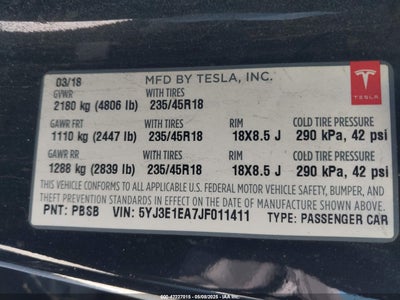 03/18 MFD BY TESLA, INC.
GVWR WITH TIRES
2180 kg (4806 lb) 235/45R18
TESLA
GAWR FRT WITH TIRES RIM COLD TIRE PRESSURE
1110 kg (2447 lb) 235/45R18 18X8.5 J 290 kPa, 42 psi
GAWR RR WITH TIRES RIM COLD TIRE PRESSURE
1288 kg (2839 lb) 235/45R18 18X8.5 J 290 kPa, 42 psi
THIS VEHICLE CONFORMS TO ALL APPLICABLE U.S. FEDERAL MOTOR VEHICLE SAFETY, BUMPER, AND
THEFT PREVENTION STANDARDS IN EFFECT ON THE DATE OF MANUFACTURE SHOWN ABOVE.
PNT: PBSB VIN: 5YJ3E1EA7JF011411 TYPE: PASSENGER CAR